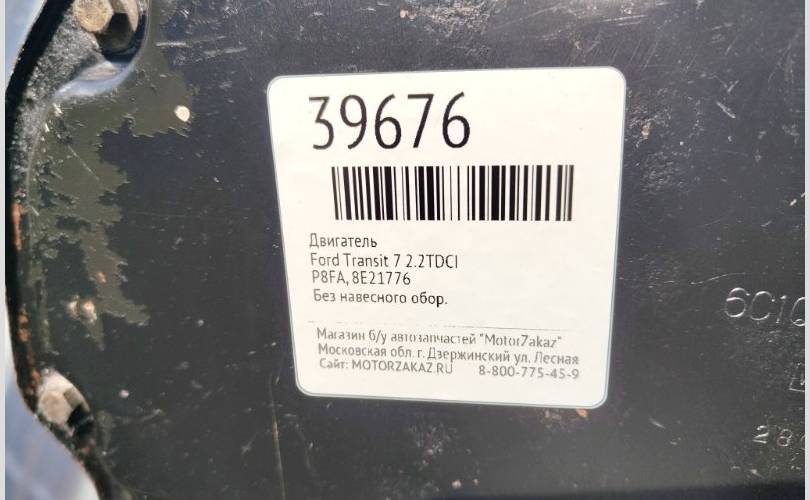 39676
Двигатель
Ford Transit 7 2.2TDCI
P8FA, 8E21776
Без навесного обор.
Магазин б/у автозапчастей "MotorZakaz"
Московская обл. г. Дзержинский ул. Лесная
Сайт: MOTORZAKAZ.RU 8-800-775-45-9
6C1